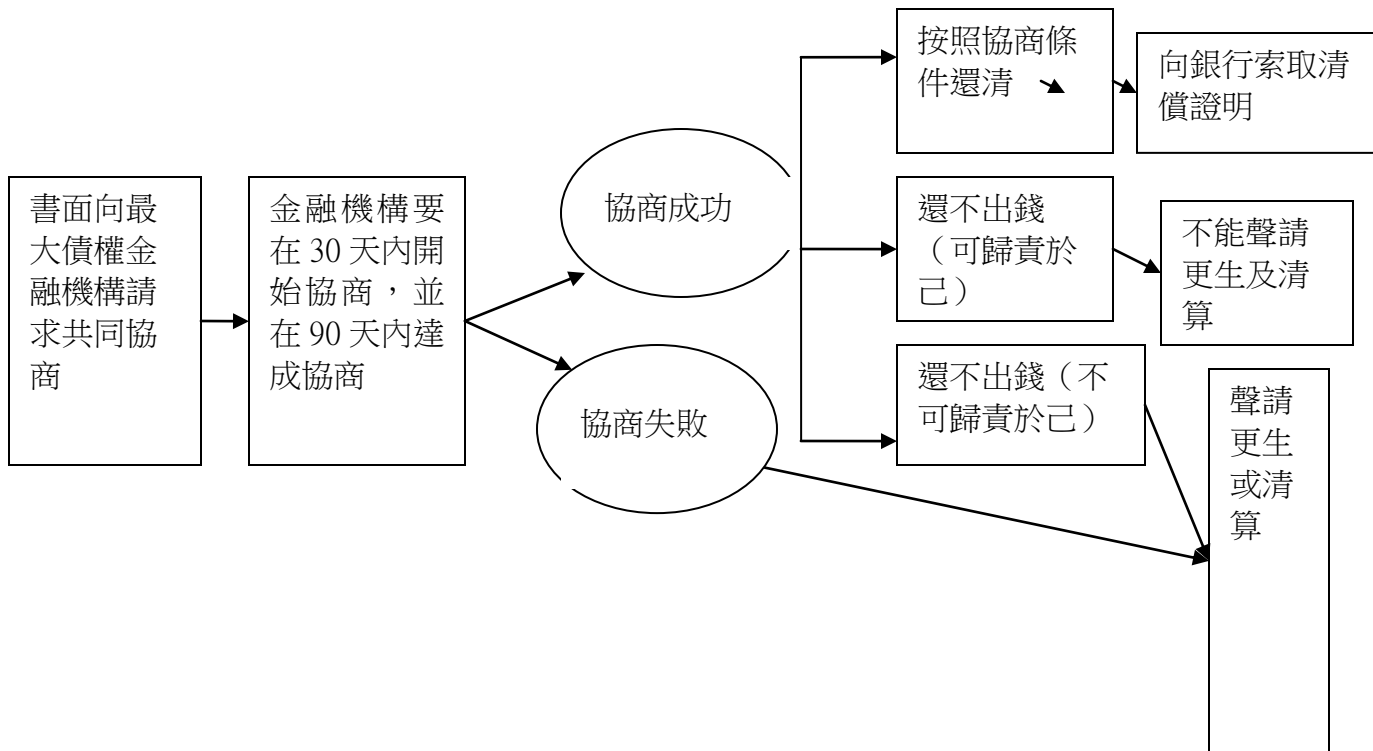 書面向最
大債權金
融機構請
求共同協
商
金融機構要
在 30 天內開
始協商，並
在 90 天內達
成協商
協商成功
協商失敗
按照協商條
件還清
向銀行索取清
償證明
還不出錢
（可歸責於
己）
不能聲請
更生及清
算
還不出錢（不
可歸責於己）
聲請
更生
或清
算